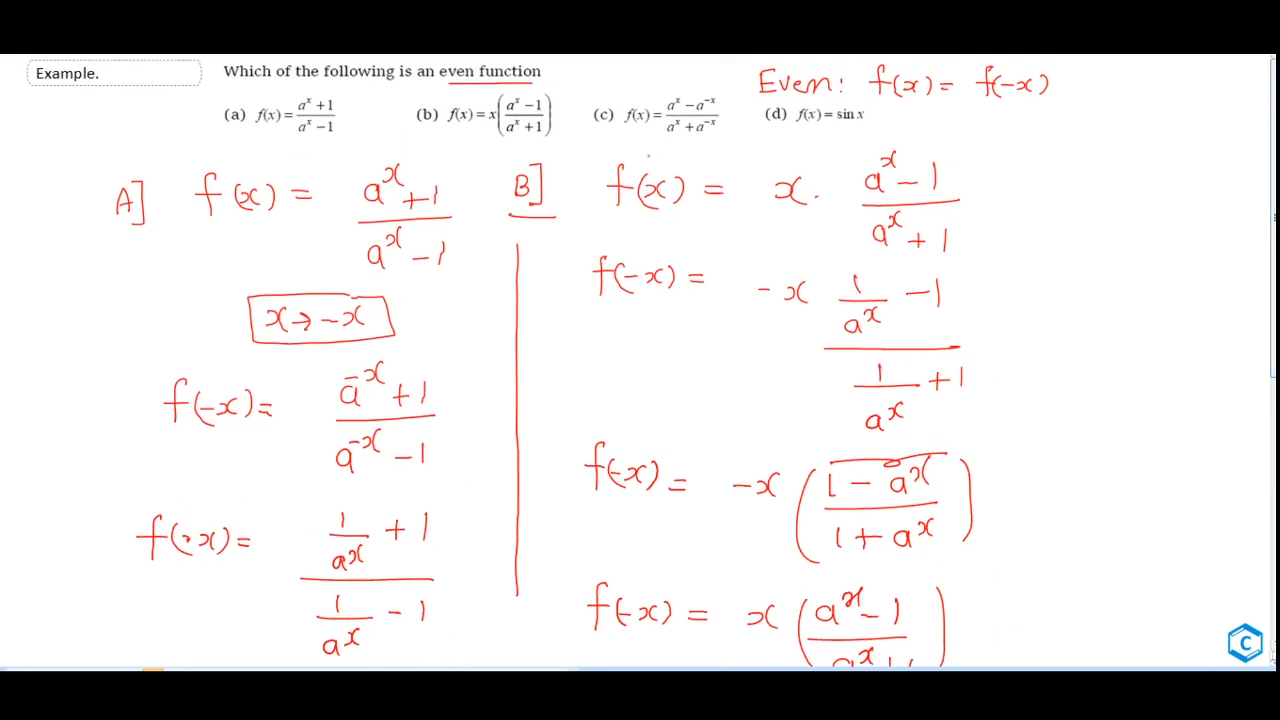 Example.
Which of the following is an even function
Even: f(x) = f(-x)
(a) f(x) = (a^x + 1)/(a^x - 1) (b) f(x) = x((a^x - 1)/(a^x + 1)) (c) f(x) = (a^x - a^-x)/(a^x + a^-x) (d) f(x) = sin x
A] f(x) = (a^x + 1)/(a^x - 1)
x → -x
f(-x) = (a^-x + 1)/(a^-x - 1)
f(-x) = (1/a^x + 1)/(1/a^x - 1)
B] f(x) = x · (a^x - 1)/(a^x + 1)
f(-x) = -x (1/a^x - 1)/(1/a^x + 1)
f(-x) = -x ((1 - a^x)/(1 + a^x))
f(-x) = x ((a^x - 1)/(a^x + 1))
C